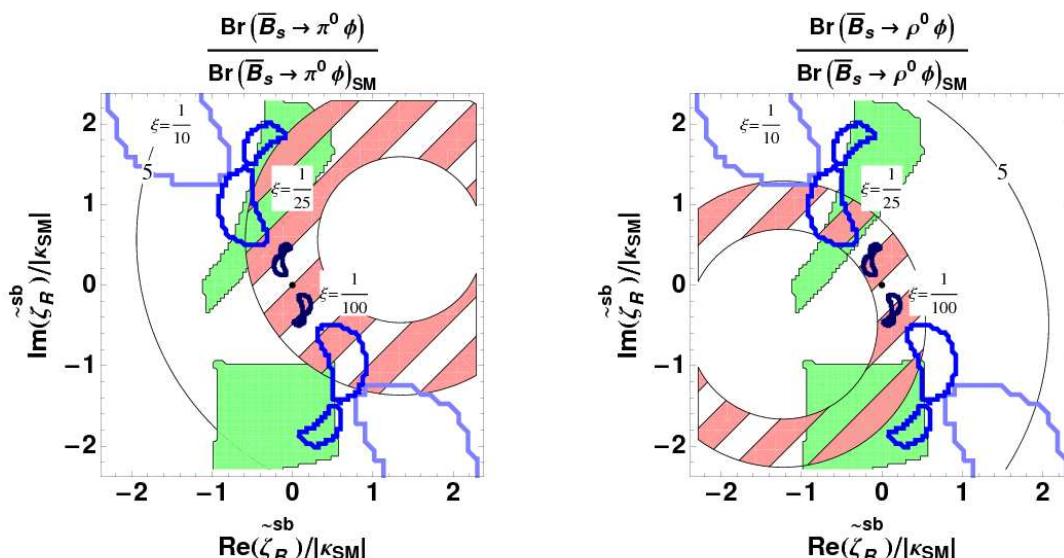 Br (B̅s → π⁰ ϕ)
Br (B̅s → π⁰ ϕ)SM
Im(ζ̃R^sb)/|κSM|
2
1
0
−1
−2
ξ=1/10
5
ξ=1/25
ξ=1/100
−2 −1 0 1 2
Re(ζ̃R^sb)/|κSM|
Br (B̅s → ρ⁰ ϕ)
Br (B̅s → ρ⁰ ϕ)SM
Im(ζ̃R^sb)/|κSM|
2
1
0
−1
−2
ξ=1/10
5
5
ξ=1/25
ξ=1/100
−2 −1 0 1 2
Re(ζ̃R^sb)/|κSM|